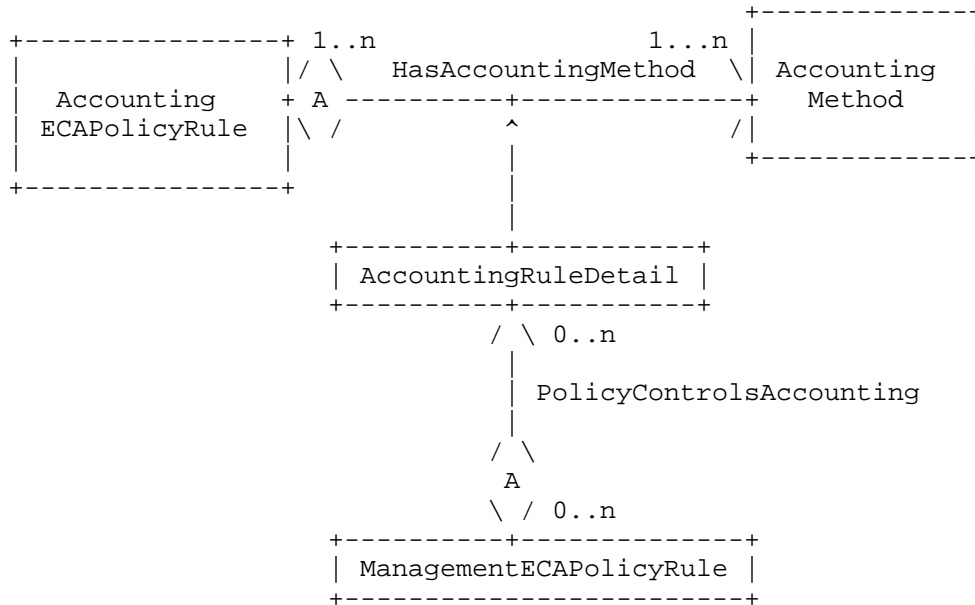 1..n 1...n
HasAccountingMethod Accounting
Accounting A Method
ECAPolicyRule
AccountingRuleDetail
0..n
PolicyControlsAccounting
A
0..n
ManagementECAPolicyRule